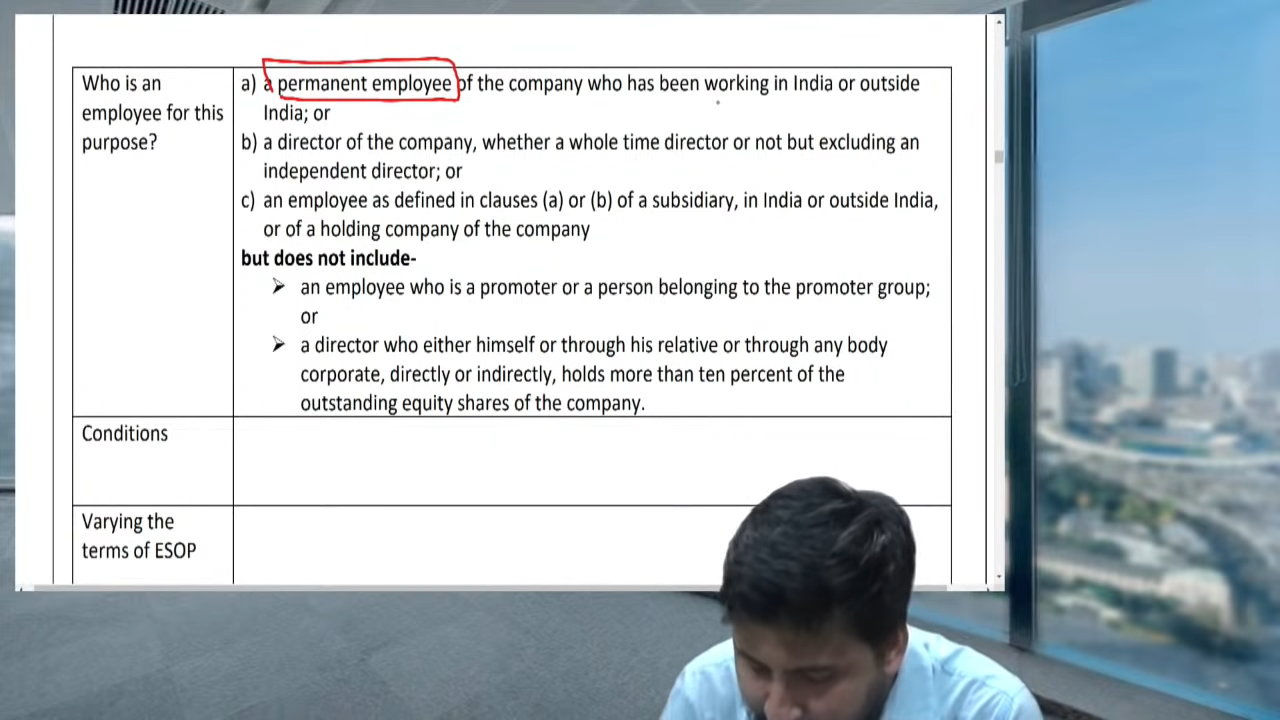 Who is an
employee for this
purpose?
a) a permanent employee of the company who has been working in India or outside
India; or
b) a director of the company, whether a whole time director or not but excluding an
independent director; or
c) an employee as defined in clauses (a) or (b) of a subsidiary, in India or outside India,
or of a holding company of the company
but does not include-
➢ an employee who is a promoter or a person belonging to the promoter group;
or
➢ a director who either himself or through his relative or through any body
corporate, directly or indirectly, holds more than ten percent of the
outstanding equity shares of the company.
Conditions
Varying the
terms of ESOP